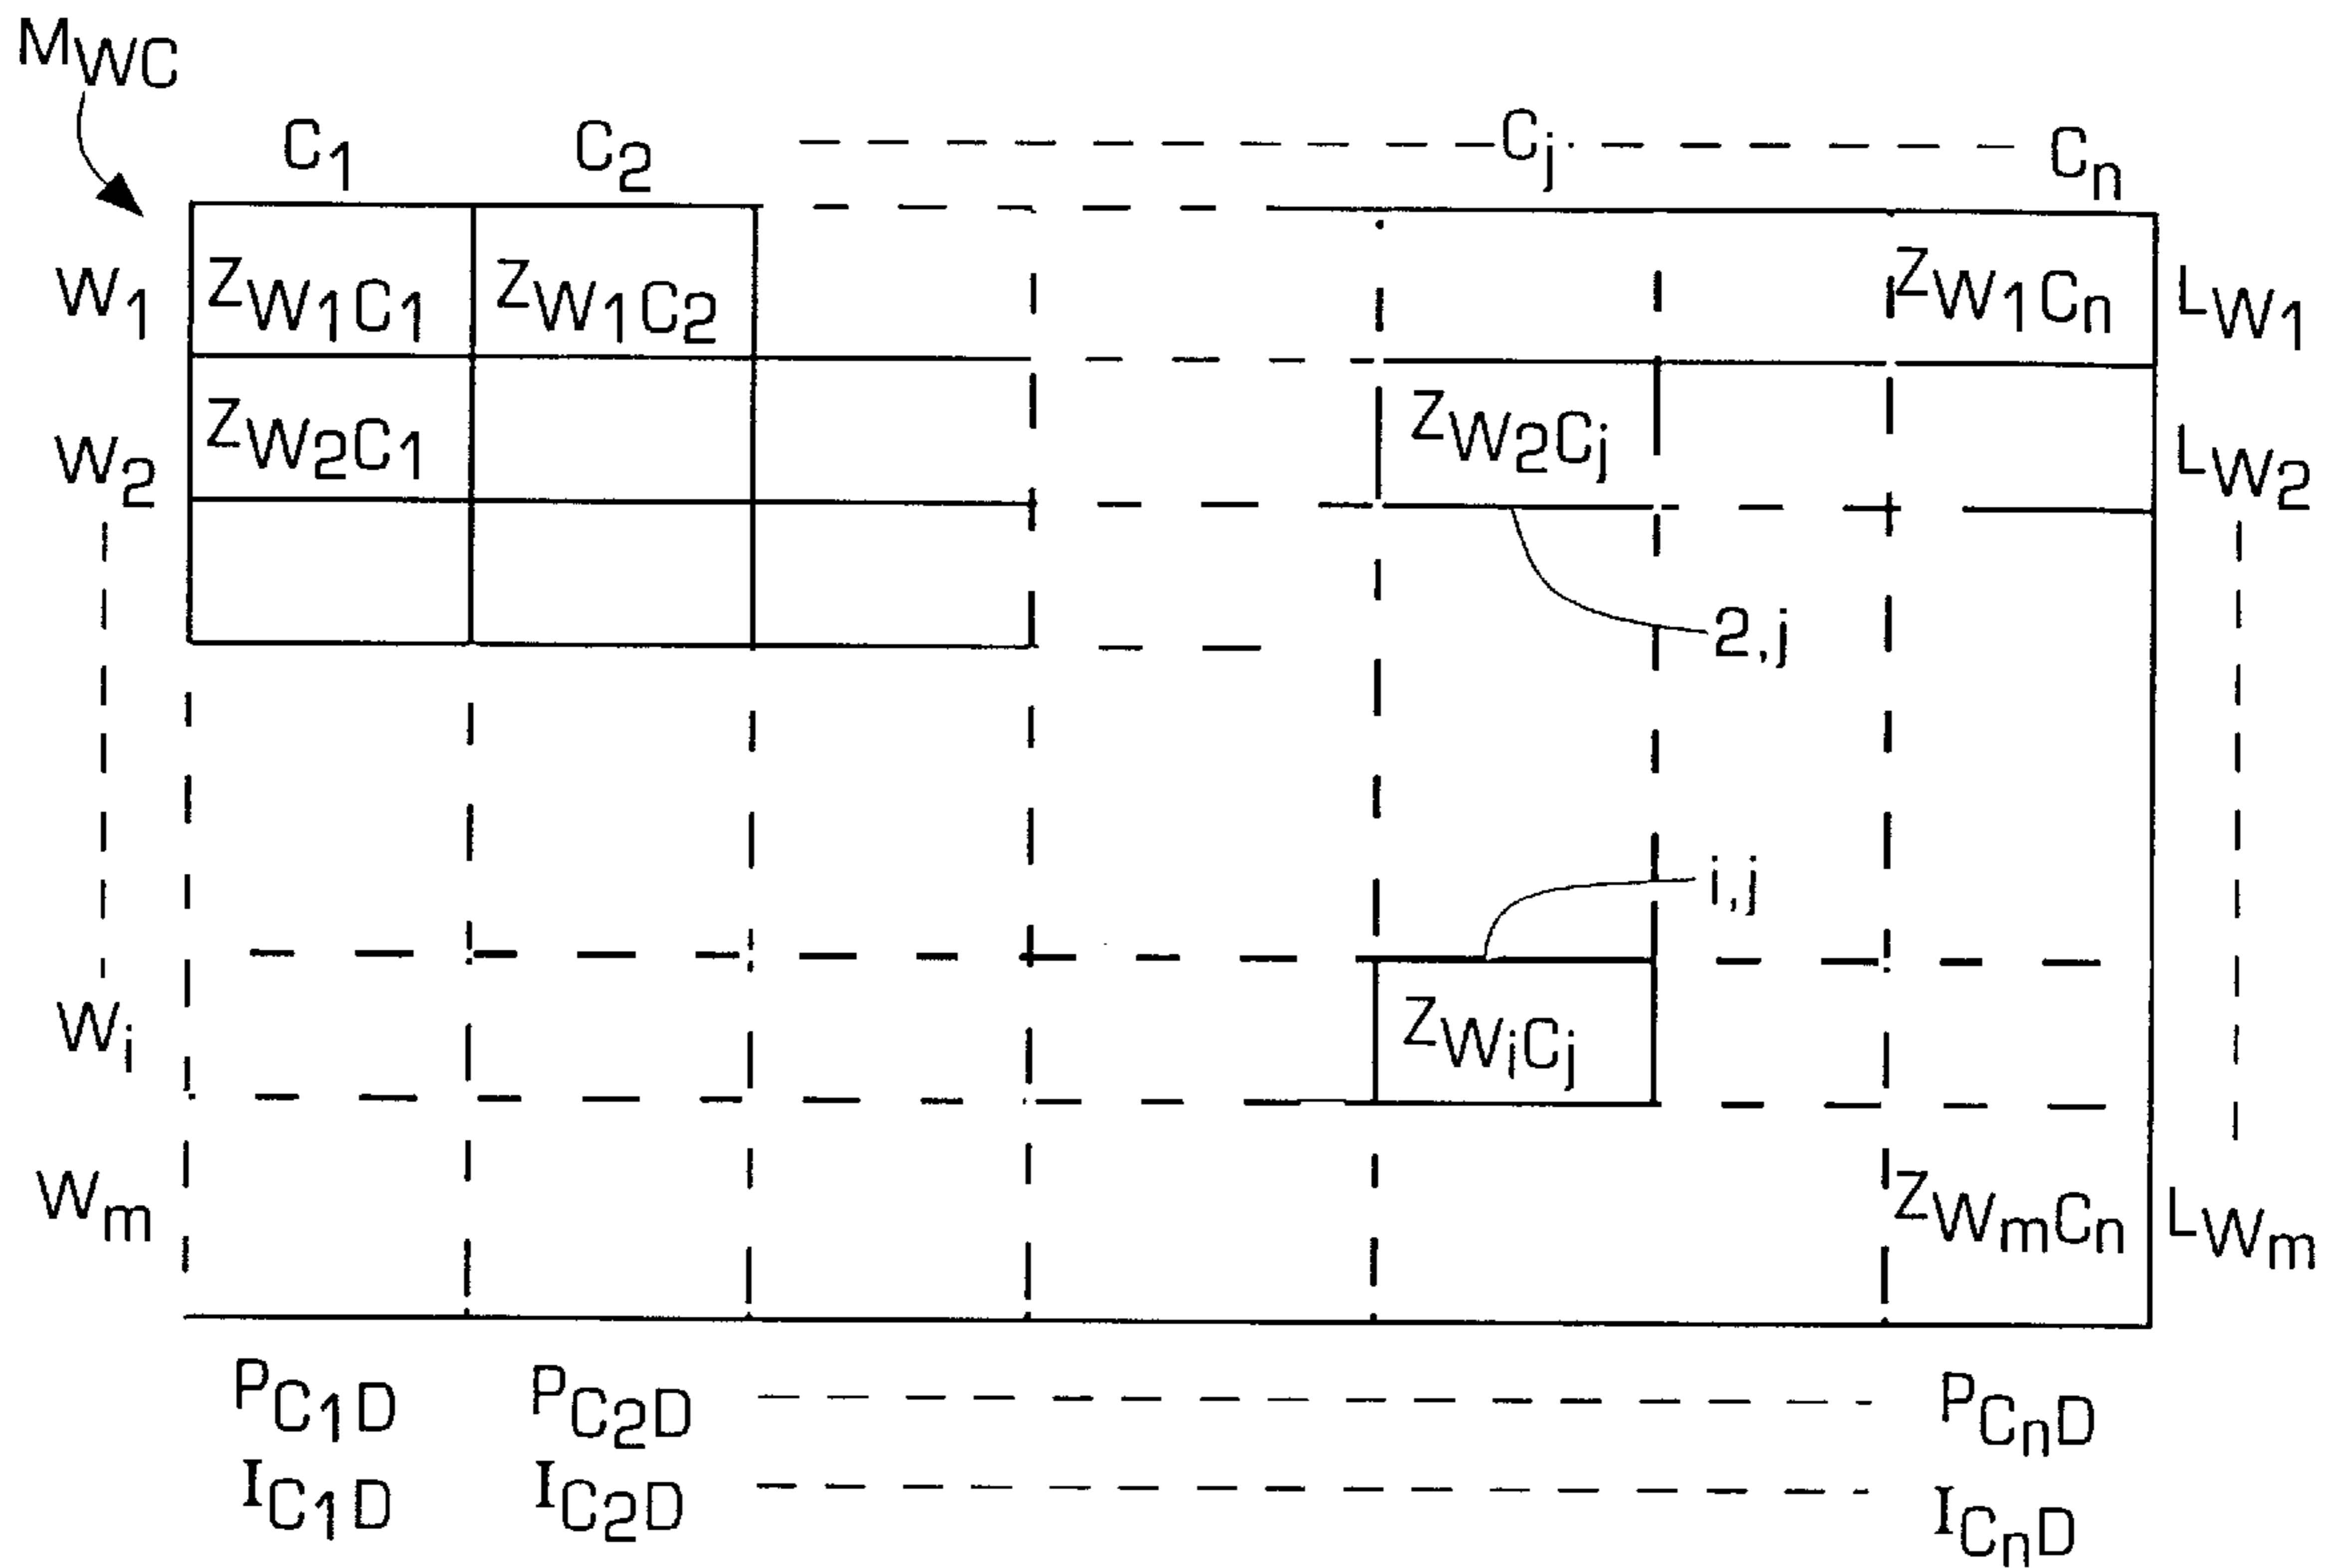 MWC
C1 C2 Cj Cn
W1 ZW1C1 ZW1C2 ZW1Cn LW1
W2 ZW2C1 ZW2Cj LW2
2,j
i,j
Wi ZWiCj
Wm ZWmCn LWm
PC1D PC2D PCnD
IC1D IC2D ICnD